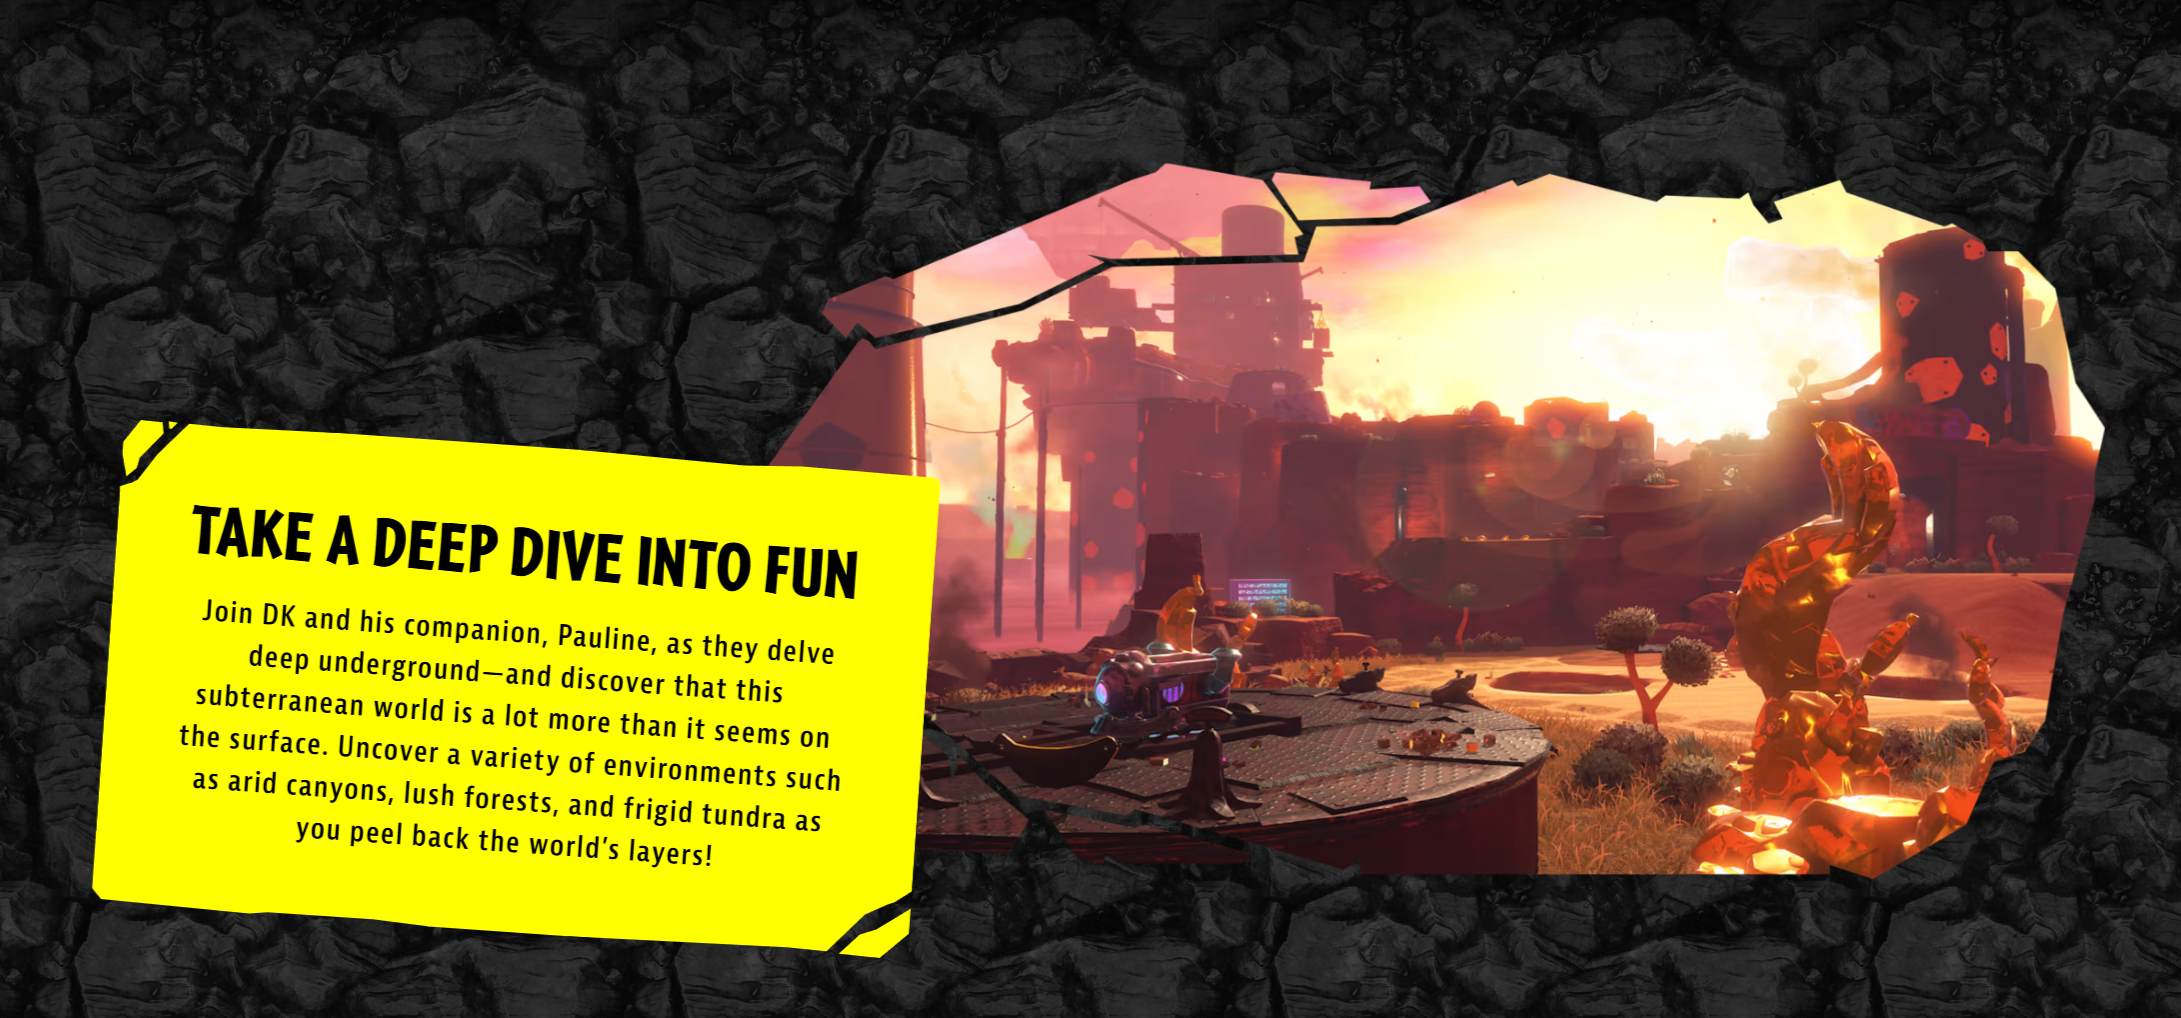 TAKE A DEEP DIVE INTO FUN
Join DK and his companion, Pauline, as they delve
deep underground—and discover that this
subterranean world is a lot more than it seems on
the surface. Uncover a variety of environments such
as arid canyons, lush forests, and frigid tundra as
you peel back the world's layers!